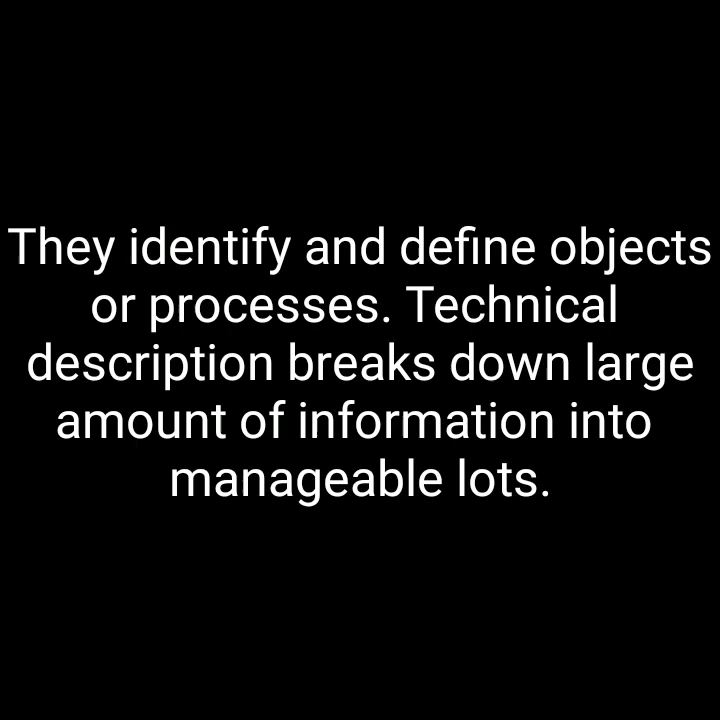 They identify and define objects
or processes. Technical
description breaks down large
amount of information into
manageable lots.